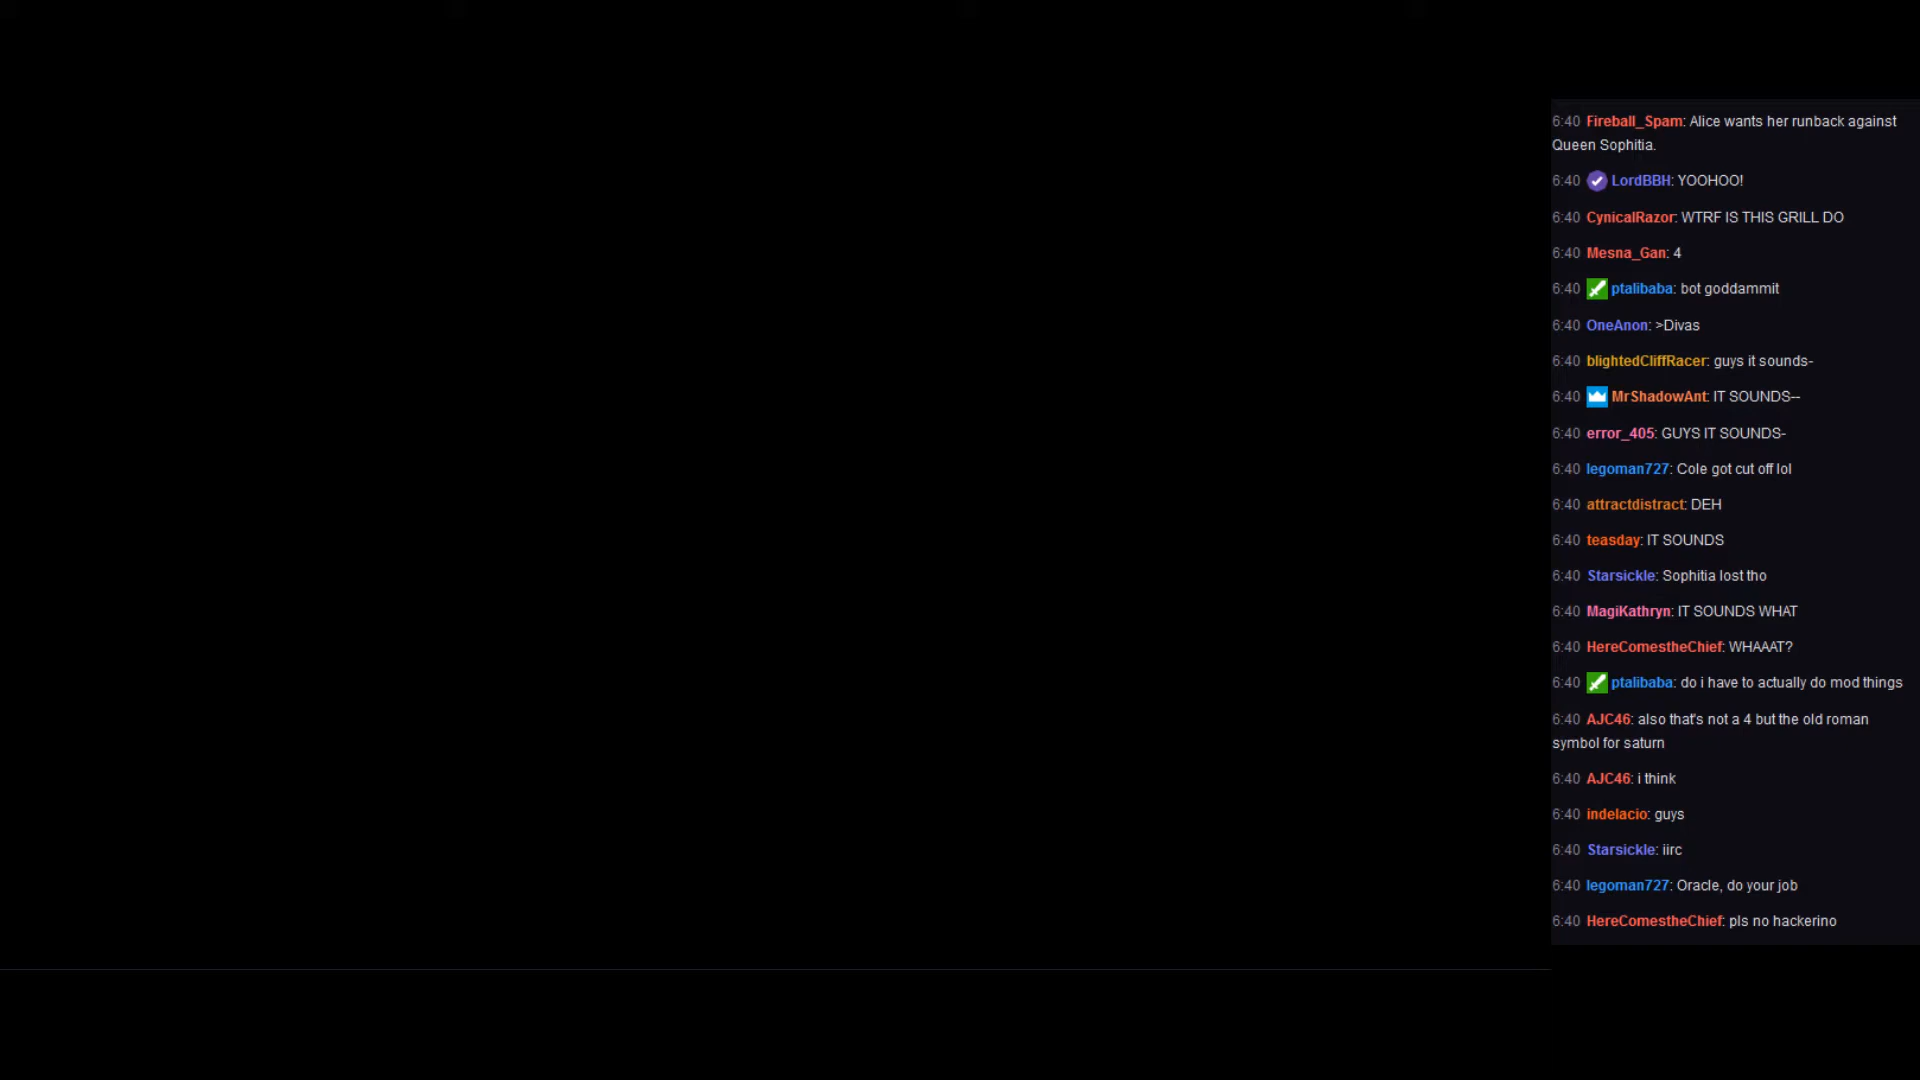 6:40 Fireball_Spam: Alice wants her runback against
Queen Sophitia.
6:40 LordBBH: YOOHOO!
6:40 CynicalRazor: WTRF IS THIS GRILL DO
6:40 Mesna_Gan: 4
6:40 ptalibaba: bot goddammit
6:40 OneAnon: >Divas
6:40 blightedCliffRacer: guys it sounds-
6:40 MrShadowAnt: IT SOUNDS--
6:40 error_405: GUYS IT SOUNDS-
6:40 legoman727: Cole got cut off lol
6:40 attractdistract: DEH
6:40 teasday: IT SOUNDS
6:40 Starsickle: Sophitia lost tho
6:40 MagiKathryn: IT SOUNDS WHAT
6:40 HereComestheChief: WHAAAT?
6:40 ptalibaba: do i have to actually do mod things
6:40 AJC46: also that's not a 4 but the old roman
symbol for saturn
6:40 AJC46: i think
6:40 indelacio: guys
6:40 Starsickle: iirc
6:40 legoman727: Oracle, do your job
6:40 HereComestheChief: pls no hackerino